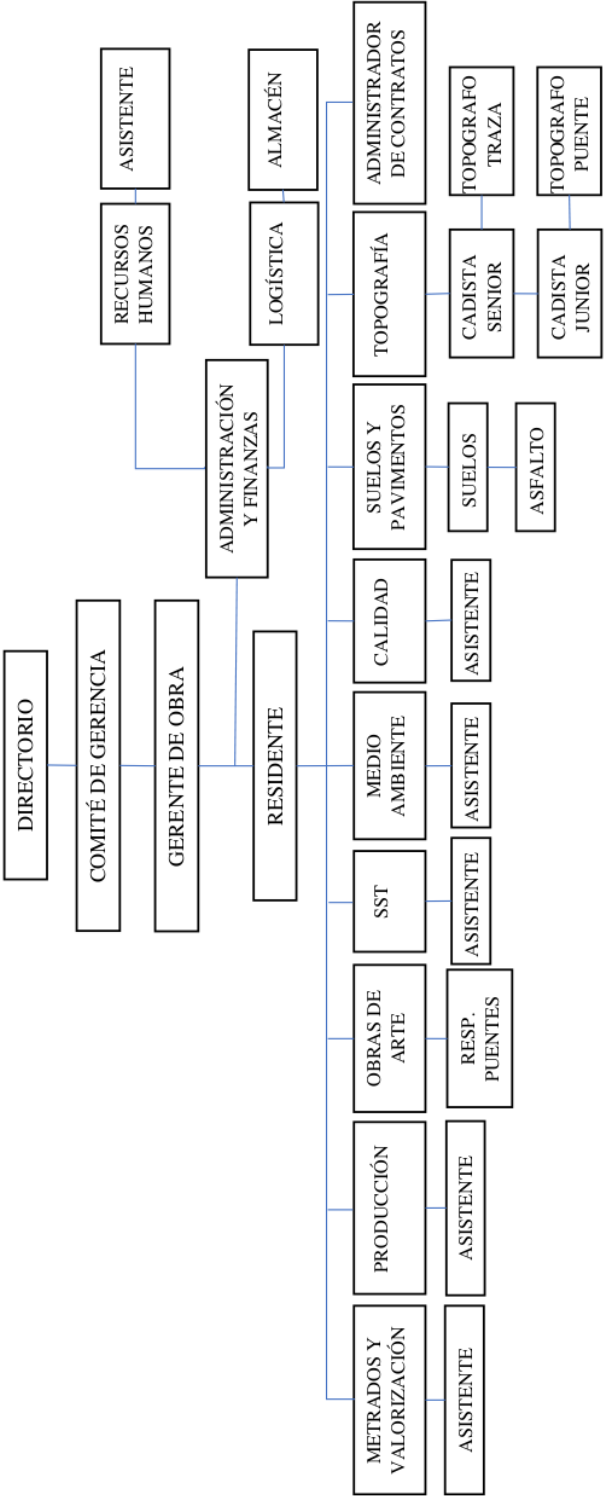 DIRECTORIO
COMITÉ DE GERENCIA
GERENTE DE OBRA
ADMINISTRACIÓN
Y FINANZAS
RECURSOS
HUMANOS
ASISTENTE
LOGÍSTICA
ALMACÉN
RESIDENTE
METRADOS Y
VALORIZACIÓN
PRODUCCIÓN
OBRAS DE
ARTE
SST
MEDIO
AMBIENTE
CALIDAD
SUELOS Y
PAVIMENTOS
TOPOGRAFÍA
ADMINISTRADOR
DE CONTRATOS
ASISTENTE
ASISTENTE
RESP.
PUENTES
ASISTENTE
ASISTENTE
ASISTENTE
SUELOS
ASFALTO
CADISTA
SENIOR
TOPOGRAFO
TRAZA
CADISTA
JUNIOR
TOPOGRAFO
PUENTE